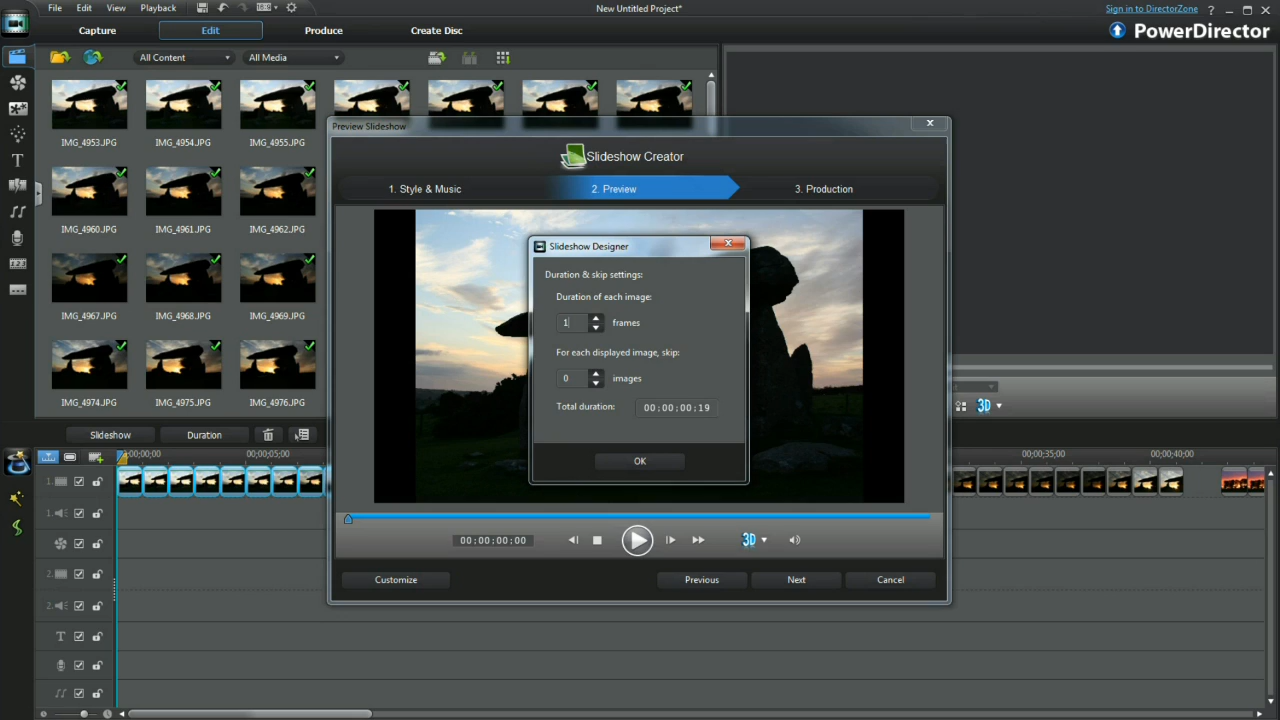 File Edit View Playback
New Untitled Project*
Sign in to DirectorZone ?
Capture Edit Produce Create Disc
PowerDirector
All Content All Media
IMG_4953.JPG IMG_4954.JPG IMG_4955.JPG
IMG_4960.JPG IMG_4961.JPG IMG_4962.JPG
IMG_4967.JPG IMG_4968.JPG IMG_4969.JPG
IMG_4974.JPG IMG_4975.JPG IMG_4976.JPG
Preview Slideshow
Slideshow Creator
1. Style & Music 2. Preview 3. Production
Slideshow Designer
Duration & skip settings:
Duration of each image:
1 frames
For each displayed image, skip:
0 images
Total duration: 00;00;00;19
OK
00;00;00;00
3D
Customize Previous Next Cancel
3D
Slideshow Duration
00;00;05;00 00;00;35;00 00;00;40;00
1.
1.
2.
2.
T